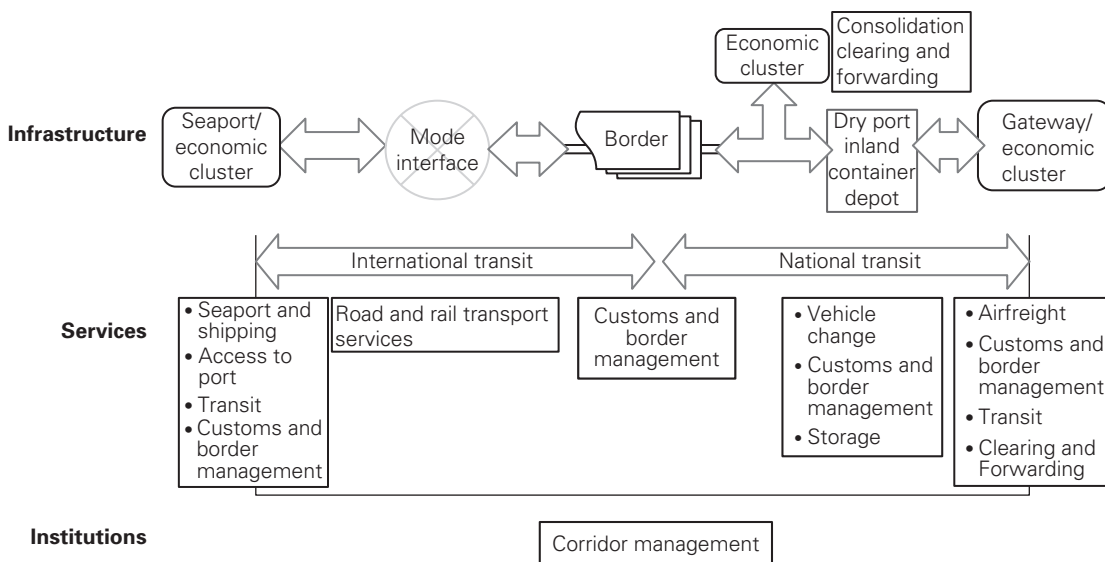 Infrastructure
Seaport/
economic
cluster
Mode
interface
Border
Economic
cluster
Consolidation
clearing and
forwarding
Dry port
inland
container
depot
Gateway/
economic
cluster
International transit
National transit
Services
• Seaport and
shipping
• Access to
port
• Transit
• Customs and
border
management
Road and rail transport
services
Customs and
border
management
• Vehicle
change
• Customs and
border
management
• Storage
• Airfreight
• Customs and
border
management
• Transit
• Clearing and
Forwarding
Institutions
Corridor management